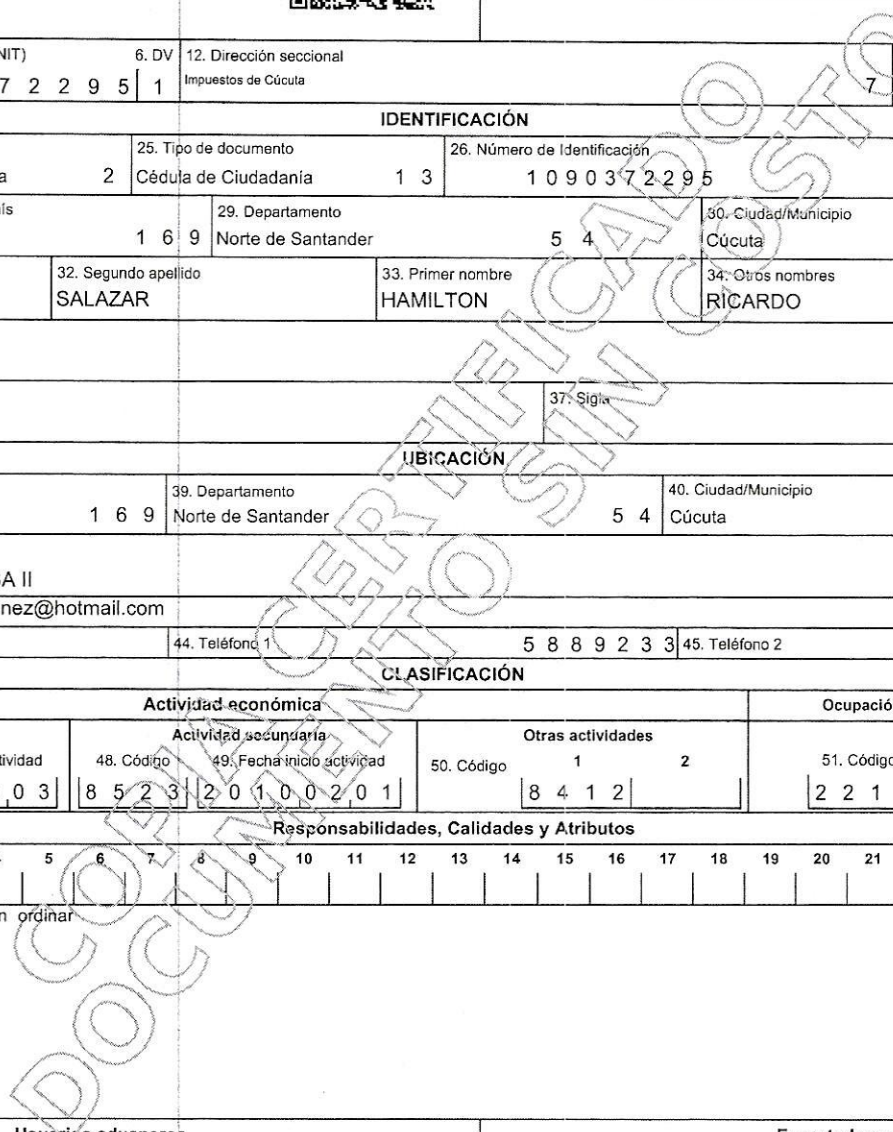 NIT) 6. DV 12. Dirección seccional
7 2 2 9 5 1 Impuestos de Cúcuta 7
IDENTIFICACIÓN
25. Tipo de documento 26. Número de Identificación
a 2 Cédula de Ciudadanía 1 3 1 0 9 0 3 7 2 2 9 5
ís 29. Departamento 30. Ciudad/Municipio
1 6 9 Norte de Santander 5 4 Cúcuta
32. Segundo apellido 33. Primer nombre 34. Otros nombres
SALAZAR HAMILTON RICARDO
37. Sigla
UBICACIÓN
39. Departamento 40. Ciudad/Municipio
1 6 9 Norte de Santander 5 4 Cúcuta
A II
nez@hotmail.com
44. Teléfono 1 5 8 8 9 2 3 3 45. Teléfono 2
CLASIFICACIÓN
Actividad económica Ocupació
Actividad secundaria Otras actividades
tividad 48. Código 49. Fecha inicio actividad 50. Código 1 2 51. Código
0 3 8 5 2 3 2 0 1 0 0 2 0 1 8 4 1 2 2 2 1
Responsabilidades, Calidades y Atributos
5 6 7 8 9 10 11 12 13 14 15 16 17 18 19 20 21
n ordinar
COPIA CERTIFICADO
DOCUMENTO SIN COSTO